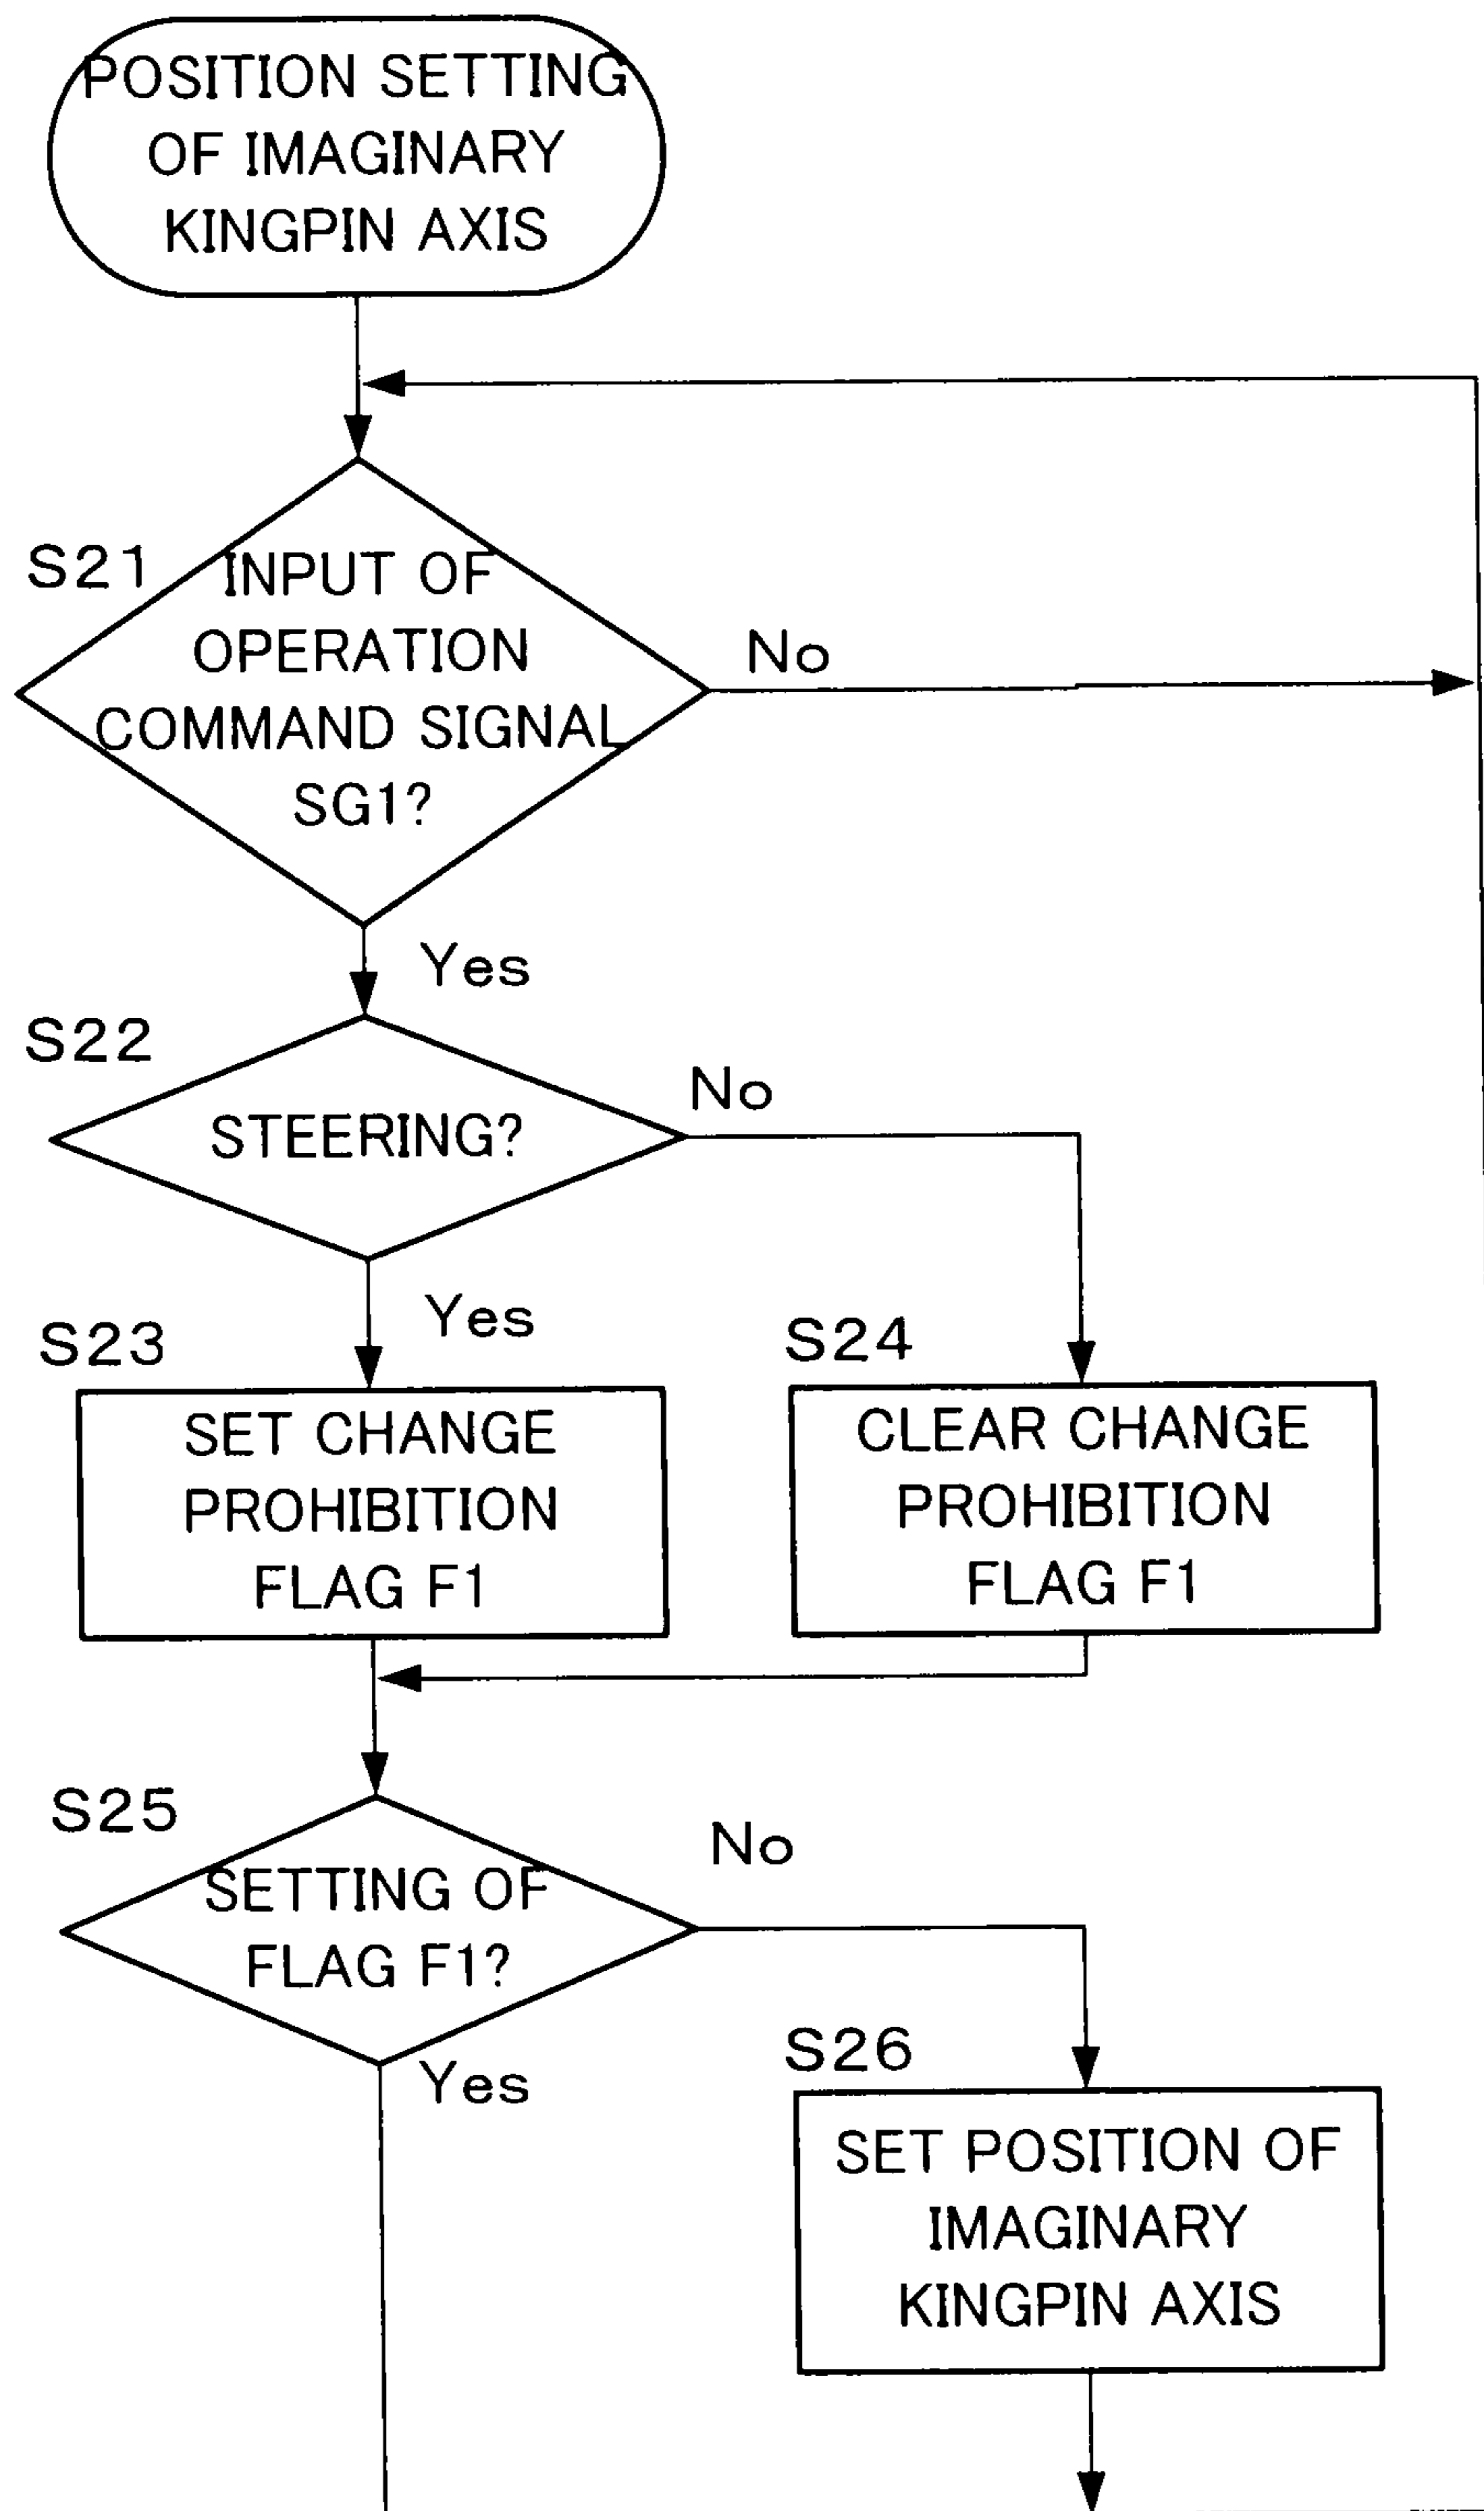 POSITION SETTING
OF IMAGINARY
KINGPIN AXIS
S21
INPUT OF
OPERATION
COMMAND SIGNAL
SG1?
No
Yes
S22
STEERING?
No
Yes
S23
SET CHANGE
PROHIBITION
FLAG F1
S24
CLEAR CHANGE
PROHIBITION
FLAG F1
S25
SETTING OF
FLAG F1?
No
Yes
S26
SET POSITION OF
IMAGINARY
KINGPIN AXIS